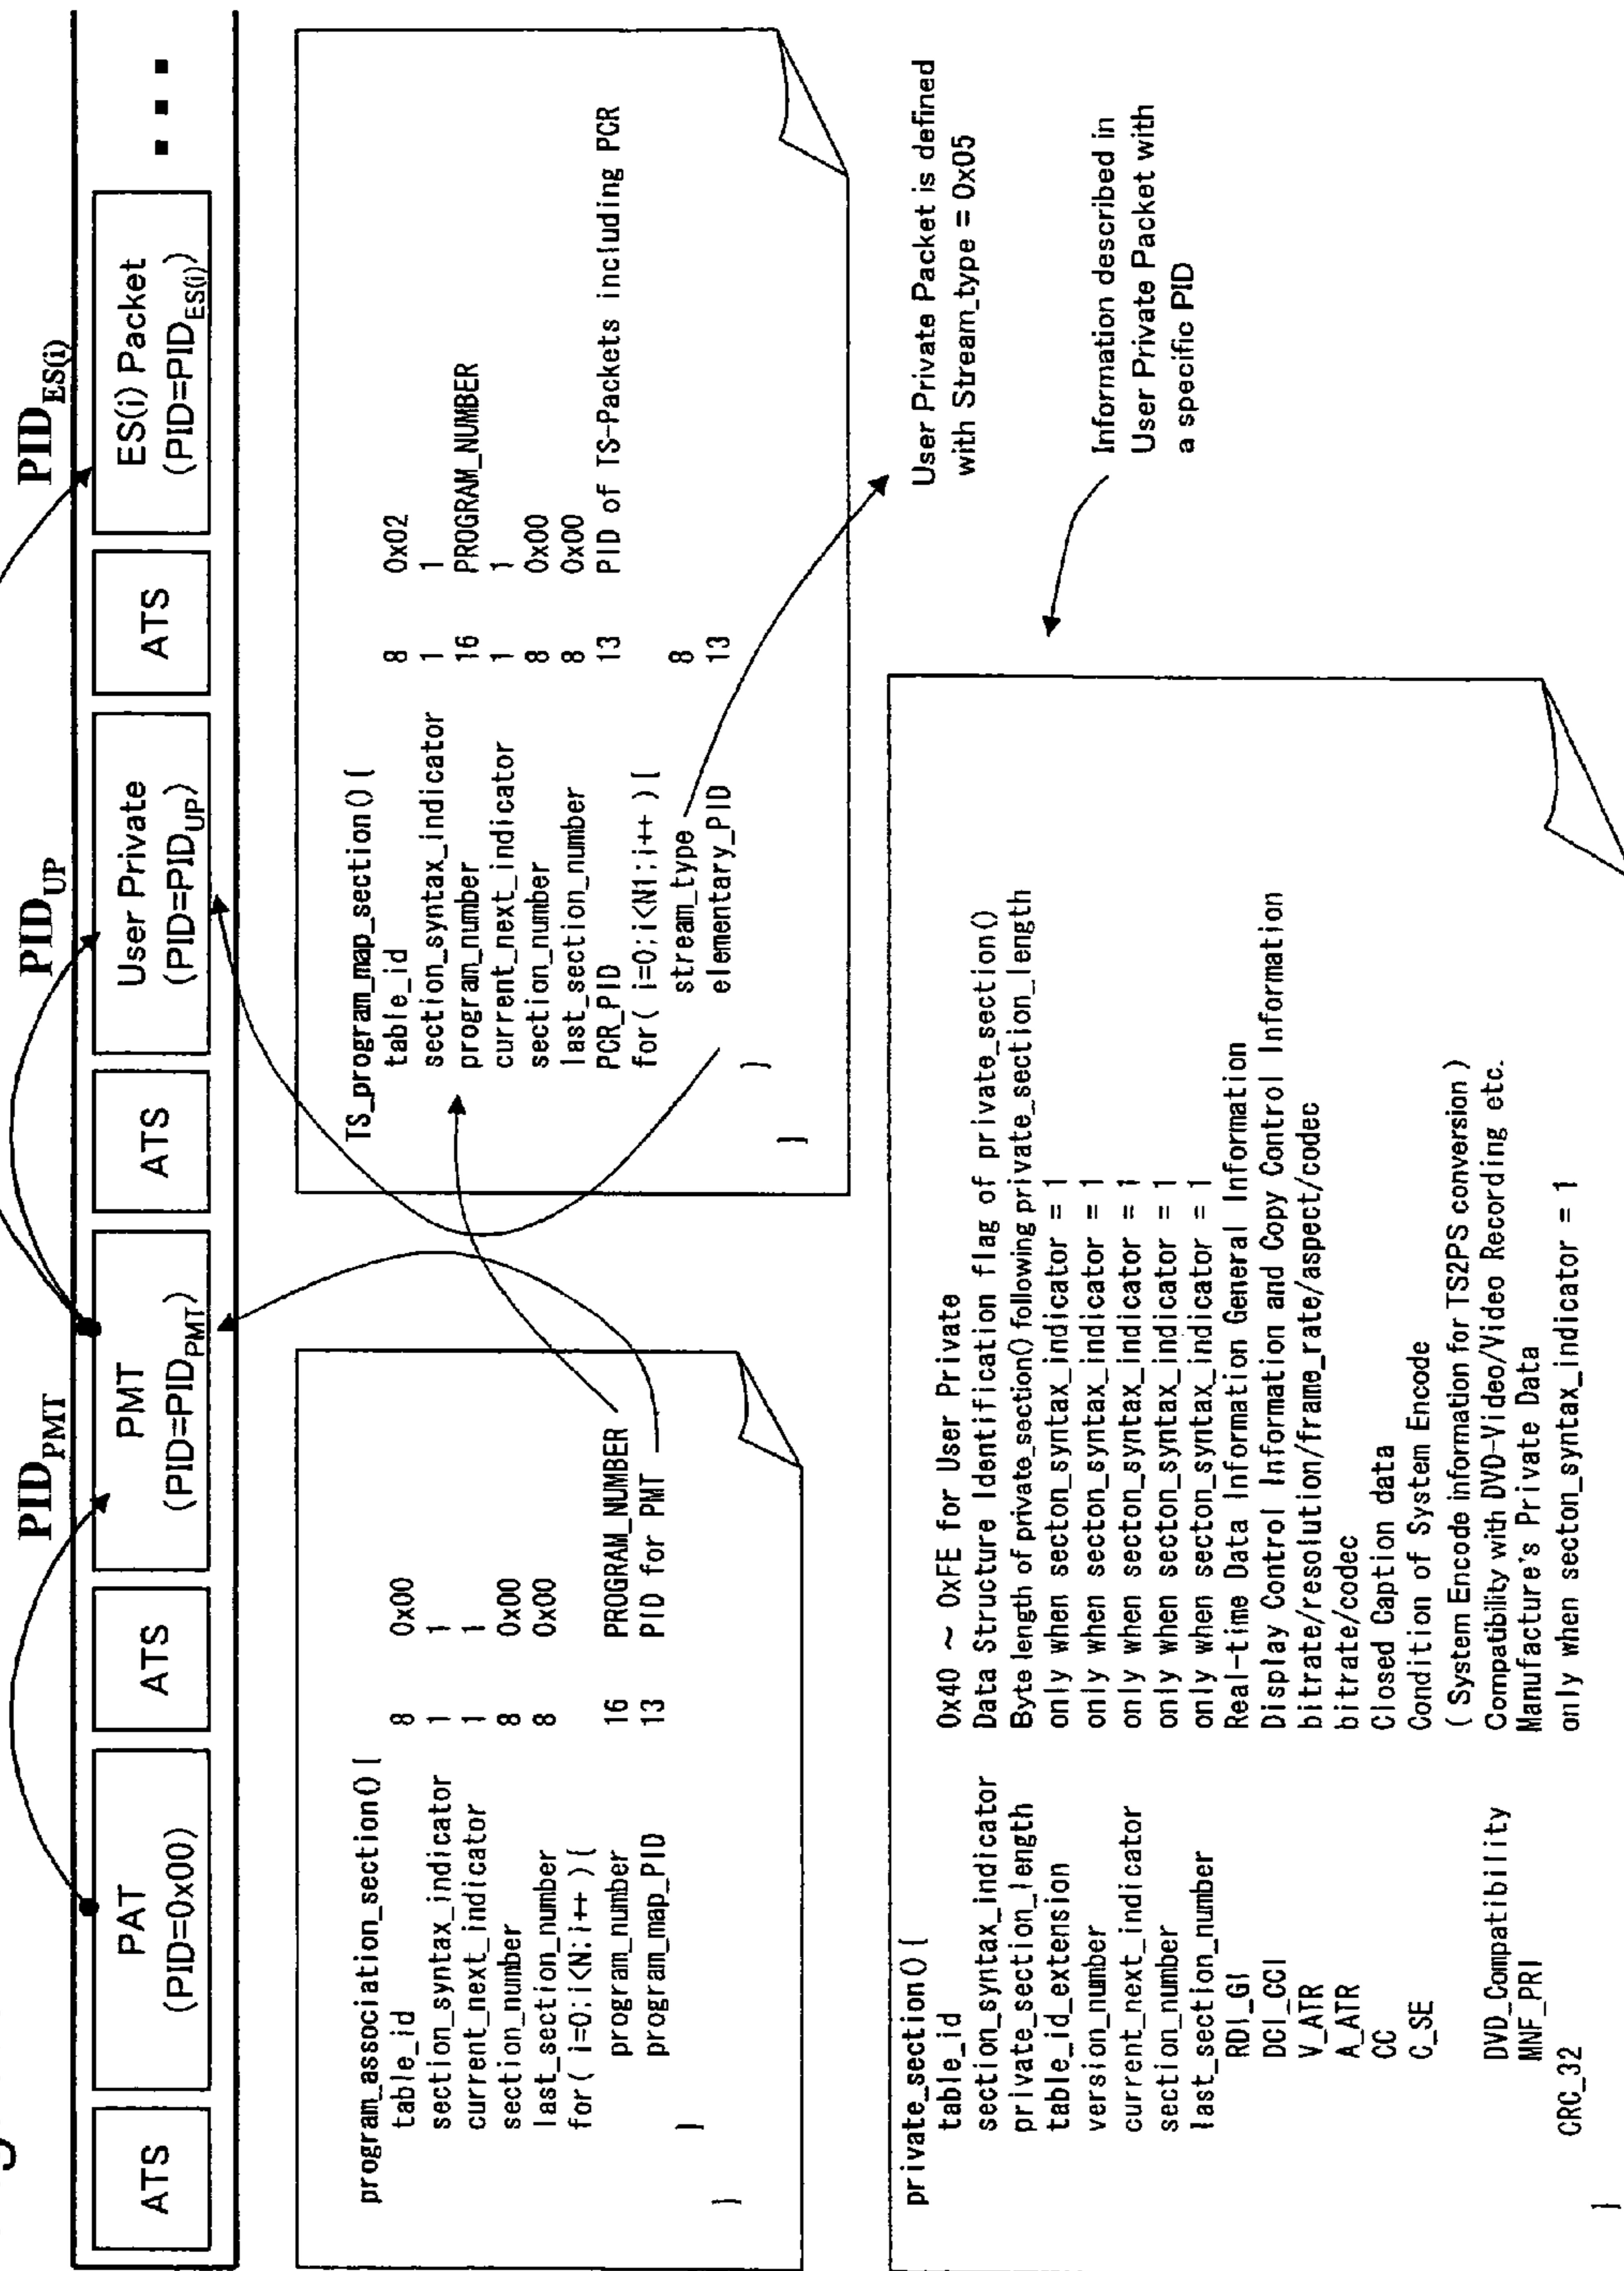 PID_PMT
PID_UP
PID_ES(i)
ATS
PAT
(PID=0x00)
ATS
PMT
(PID=PID_PMT)
ATS
User Private
(PID=PID_UP)
ATS
ES(i) Packet
(PID=PID_ES(i))
program_association_section() {
table_id 8 0x00
section_syntax_indicator 1 1
current_next_indicator 1 1
section_number 8 0x00
last_section_number 8 0x00
for( i=0;i<N;i++ ) {
program_number 16 PROGRAM_NUMBER
program_map_PID 13 PID for PMT
}
}
TS_program_map_section() {
table_id 8 0x02
section_syntax_indicator 1 1
program_number 16 PROGRAM_NUMBER
current_next_indicator 1 1
section_number 8 0x00
last_section_number 8 0x00
PCR_PID 13 PID of TS-Packets including PCR
for( i=0;i<N1;i++ ) {
stream_type 8
elementary_PID 13
}
}
User Private Packet is defined
with Stream_type = 0x05
private_section() {
table_id 0x40 ~ 0xFE for User Private
section_syntax_indicator Data Structure Identification flag of private_section()
private_section_length Byte length of private_section() following private_section_length
table_id_extension only when secton_syntax_indicator = 1
version_number only when secton_syntax_indicator = 1
current_next_indicator only when secton_syntax_indicator = 1
section_number only when secton_syntax_indicator = 1
last_section_number only when secton_syntax_indicator = 1
RDI_GI Real-time Data Information General Information
DCI_CCI Display Control Information and Copy Control Information
V_ATR bitrate/resolution/frame_rate/aspect/codec
A_ATR bitrate/codec
CC Closed Caption data
C_SE Condition of System Encode
( System Encode information for TS2PS conversion )
DVD_Compatibility Compatibility with DVD-Video/Video Recording etc.
MNF_PRI Manufacture's Private Data
CRC_32 only when secton_syntax_indicator = 1
}
Information described in
User Private Packet with
a specific PID